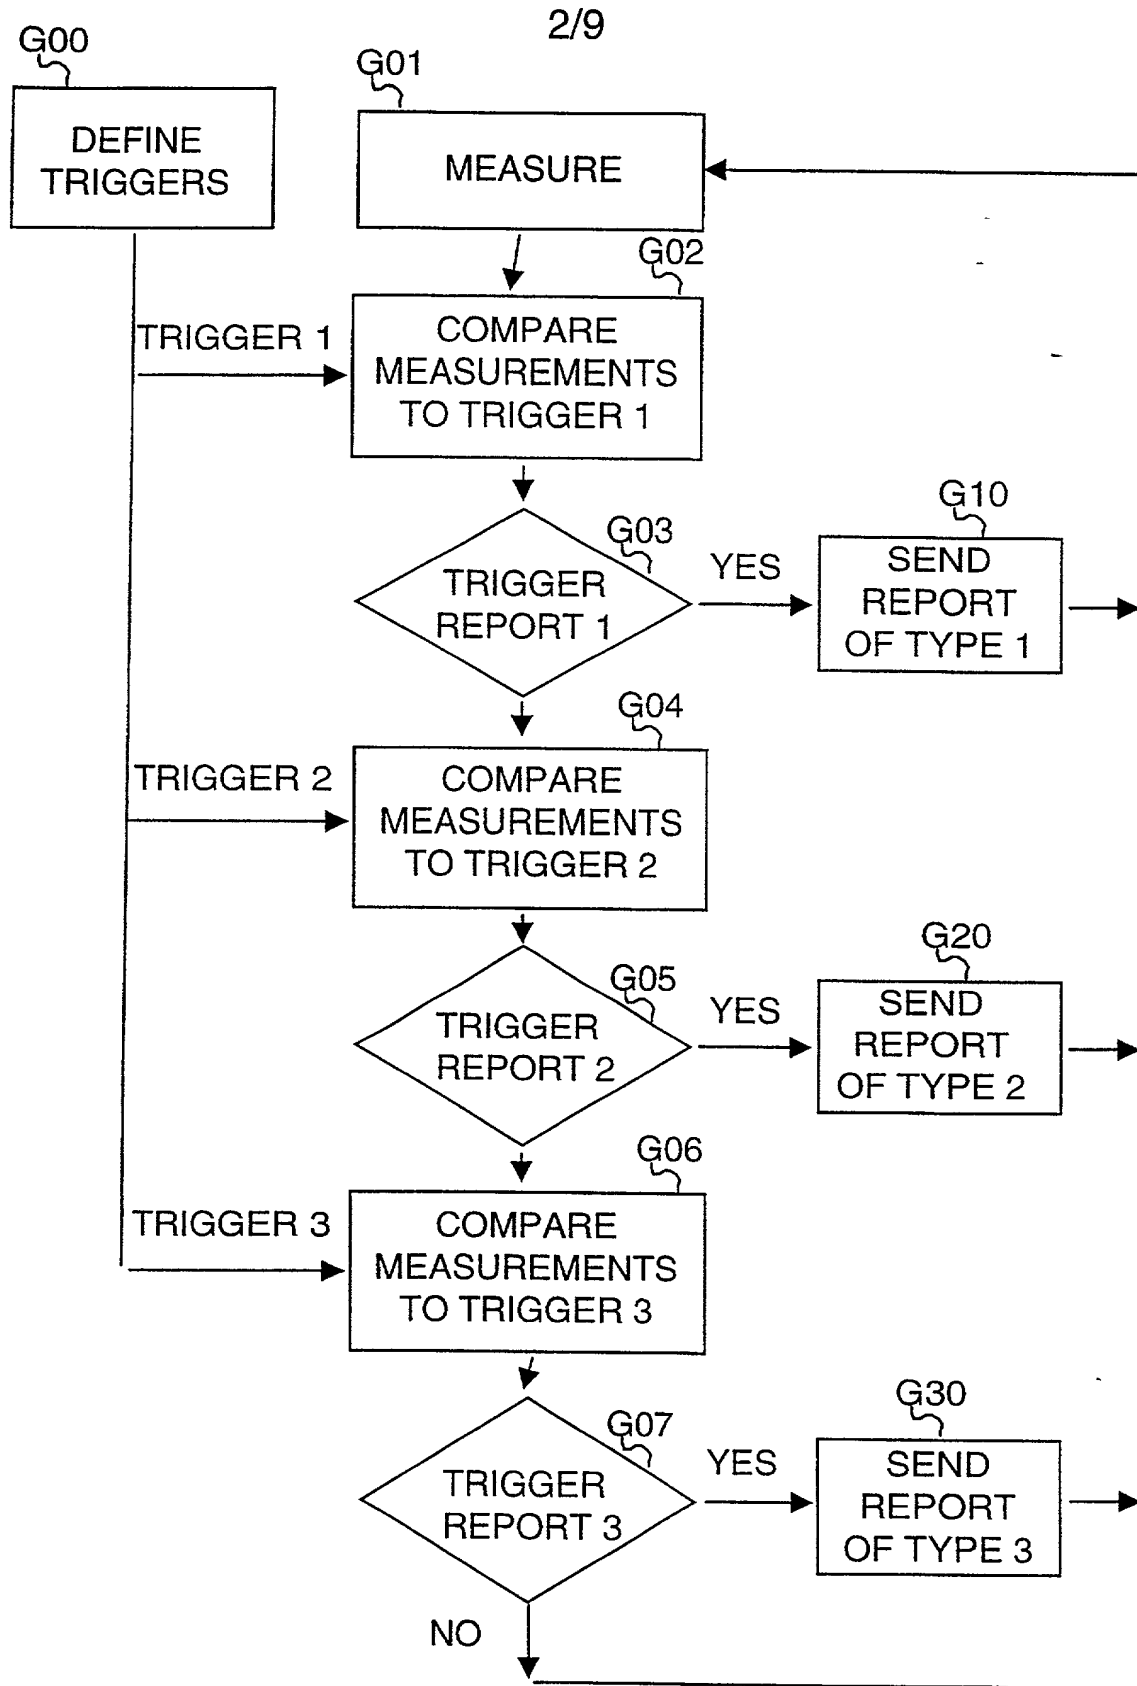 2/9
G00
DEFINE
TRIGGERS
G01
MEASURE
G02
TRIGGER 1
COMPARE
MEASUREMENTS
TO TRIGGER 1
G03
TRIGGER
REPORT 1
YES
G10
SEND
REPORT
OF TYPE 1
G04
TRIGGER 2
COMPARE
MEASUREMENTS
TO TRIGGER 2
G05
TRIGGER
REPORT 2
YES
G20
SEND
REPORT
OF TYPE 2
G06
TRIGGER 3
COMPARE
MEASUREMENTS
TO TRIGGER 3
G07
TRIGGER
REPORT 3
YES
G30
SEND
REPORT
OF TYPE 3
NO